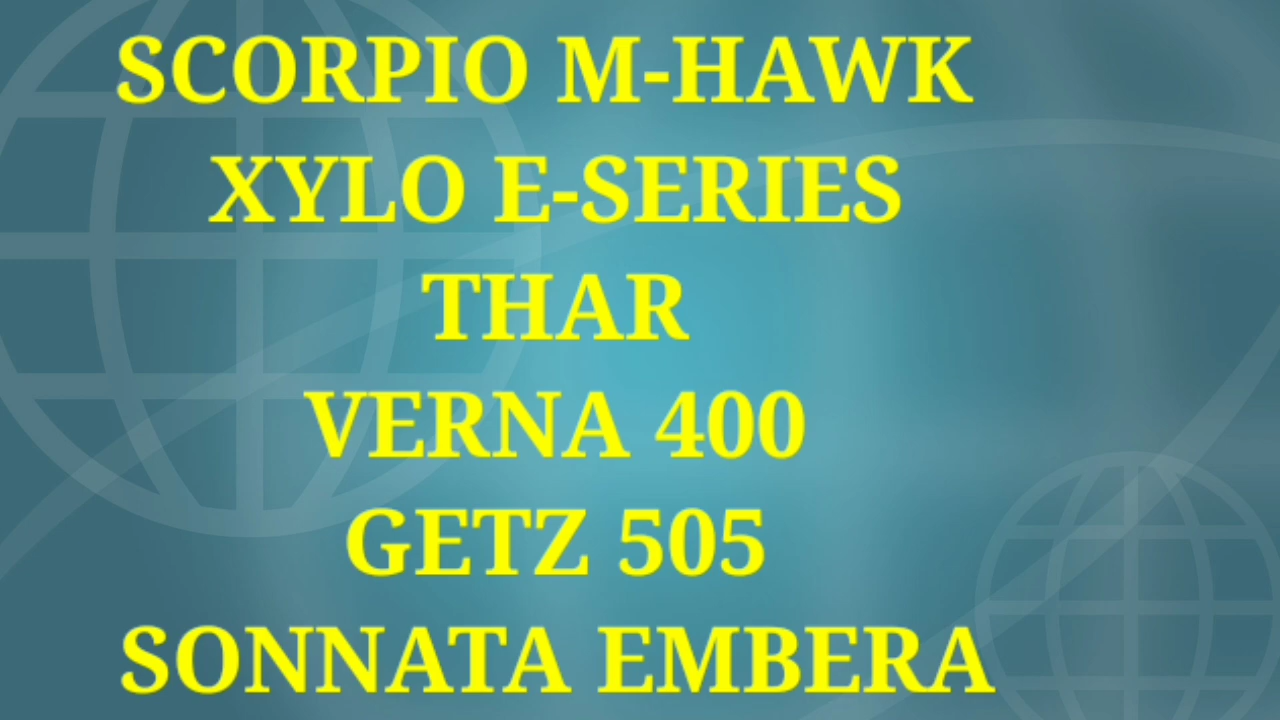 SCORPIO M-HAWK
XYLO E-SERIES
THAR
VERNA 400
GETZ 505
SONNATA EMBERA